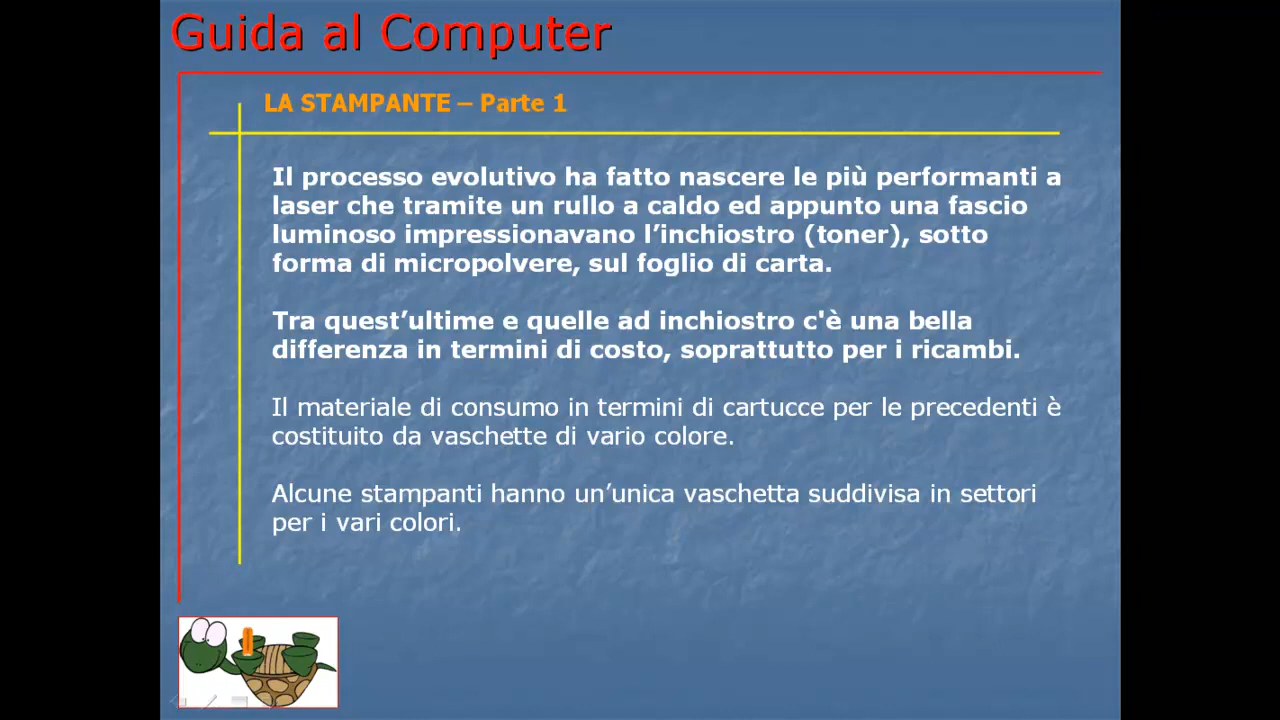 Guida al Computer
LA STAMPANTE – Parte 1
Il processo evolutivo ha fatto nascere le più performanti a
laser che tramite un rullo a caldo ed appunto una fascio
luminoso impressionavano l’inchiostro (toner), sotto
forma di micropolvere, sul foglio di carta.
Tra quest’ultime e quelle ad inchiostro c'è una bella
differenza in termini di costo, soprattutto per i ricambi.
Il materiale di consumo in termini di cartucce per le precedenti è
costituito da vaschette di vario colore.
Alcune stampanti hanno un’unica vaschetta suddivisa in settori
per i vari colori.